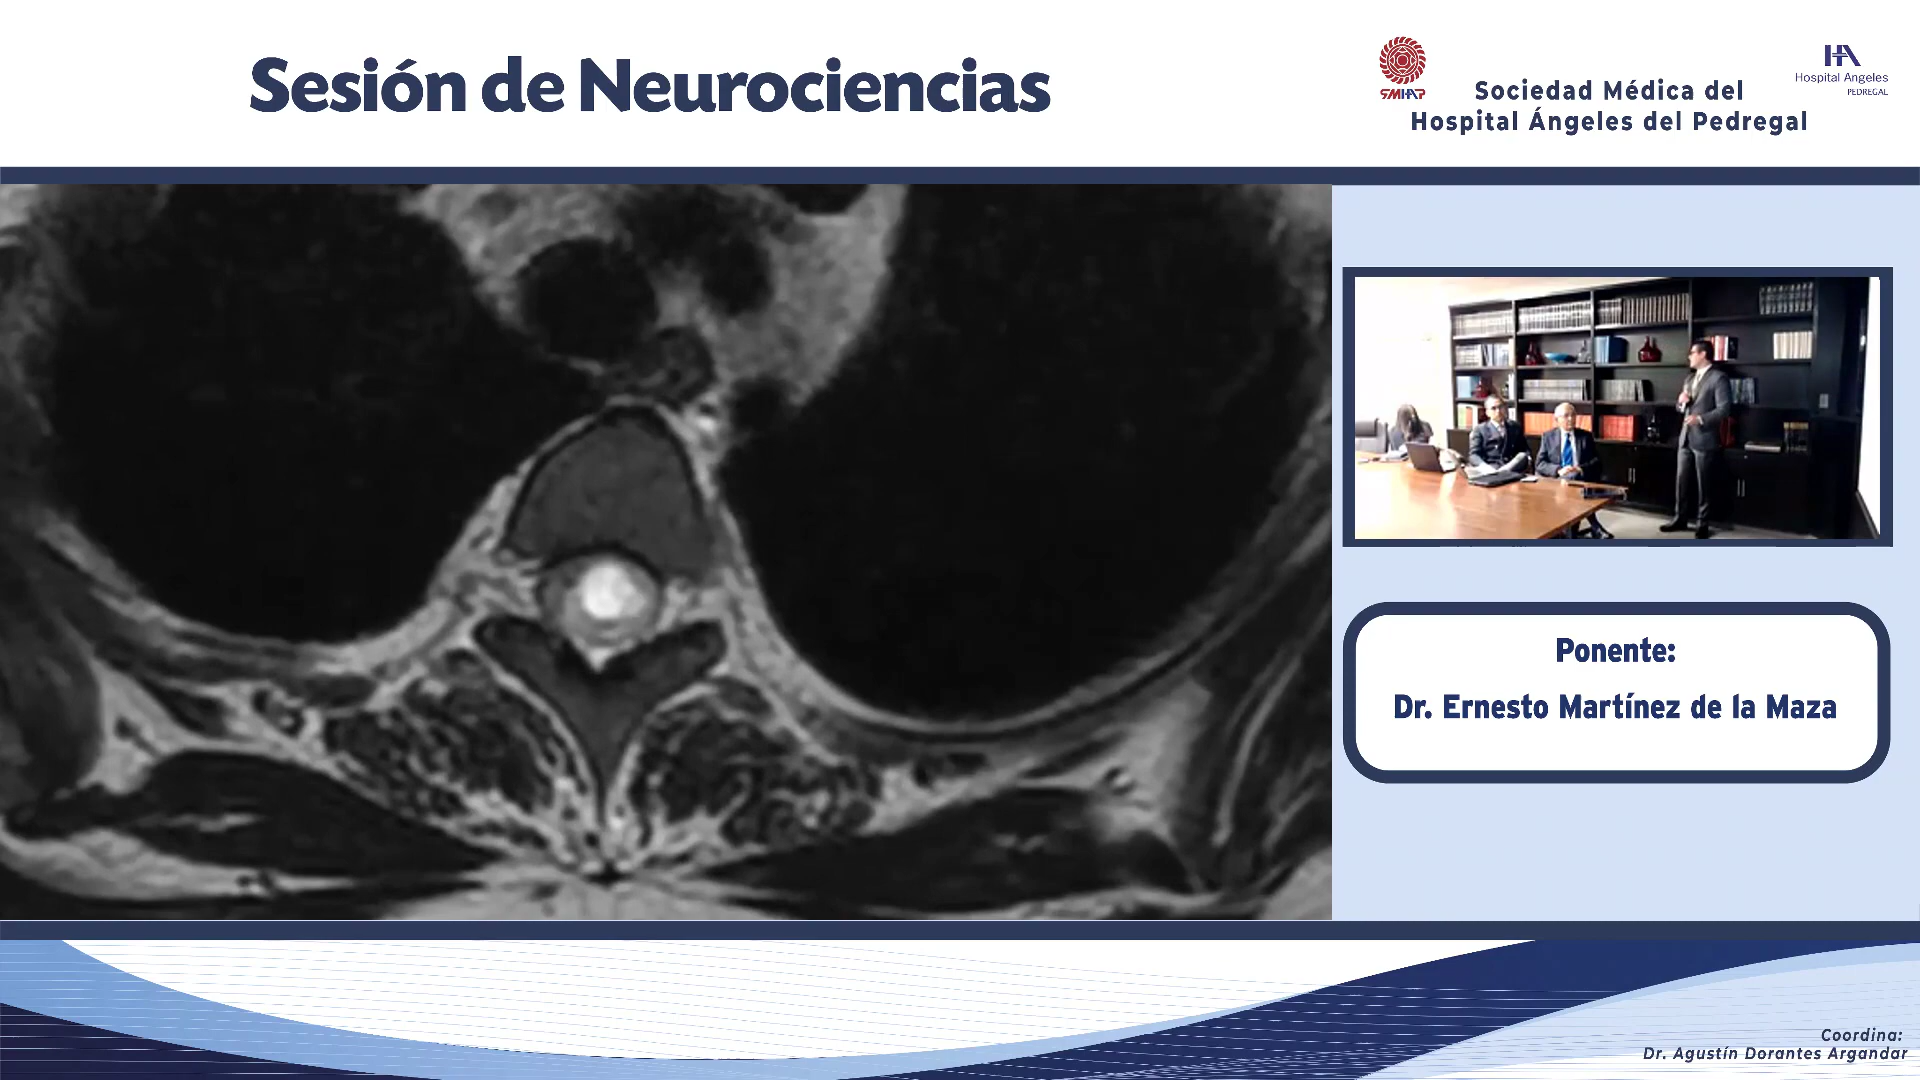 Sesión de Neurociencias
SMHAP
Sociedad Médica del
Hospital Ángeles del Pedregal
HA
Hospital Angeles
PEDREGAL
Ponente:
Dr. Ernesto Martínez de la Maza
Coordina:
Dr. Agustín Dorantes Argandar